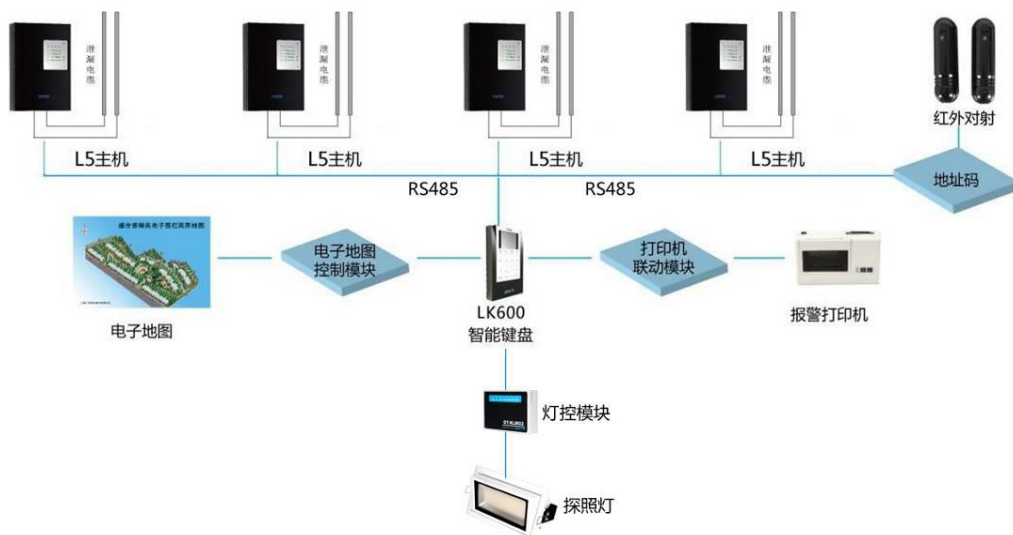 泄漏电缆
泄漏电缆
泄漏电缆
泄漏电缆
红外对射
L5主机
L5主机
L5主机
L5主机
地址码
RS485
RS485
电子地图
控制模块
打印机
联动模块
LK600
智能键盘
电子地图
报警打印机
灯控模块
探照灯